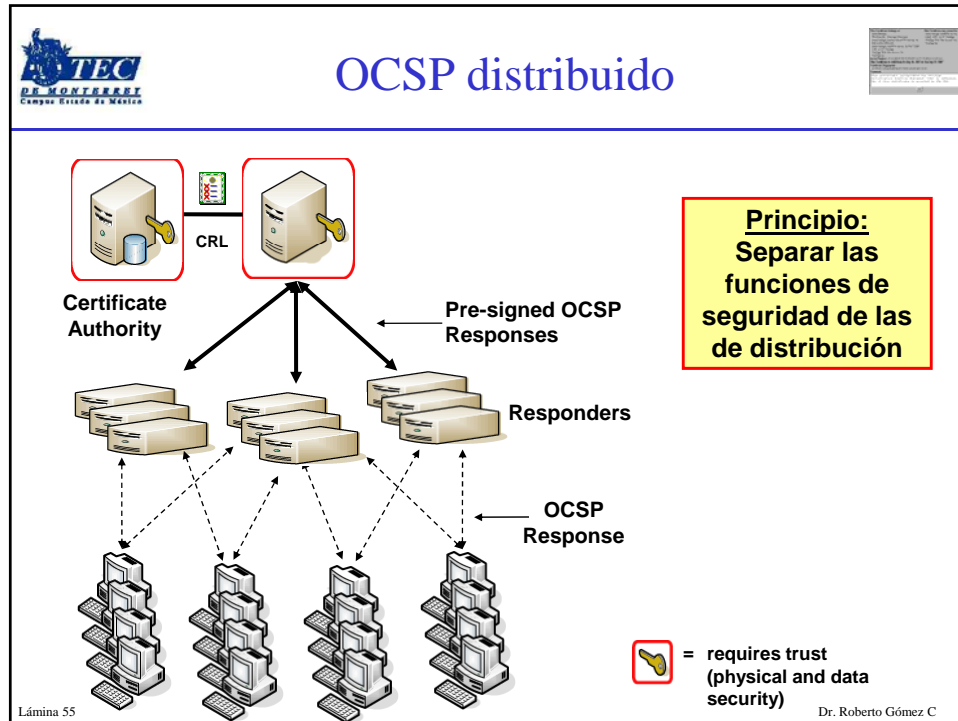 TEC
DE MONTERREY
Campus Estado de México
OCSP distribuido
CRL
Certificate
Authority
Pre-signed OCSP
Responses
Responders
OCSP
Response
Principio:
Separar las
funciones de
seguridad de las
de distribución
= requires trust
(physical and data
security)
Lámina 55
Dr. Roberto Gómez C